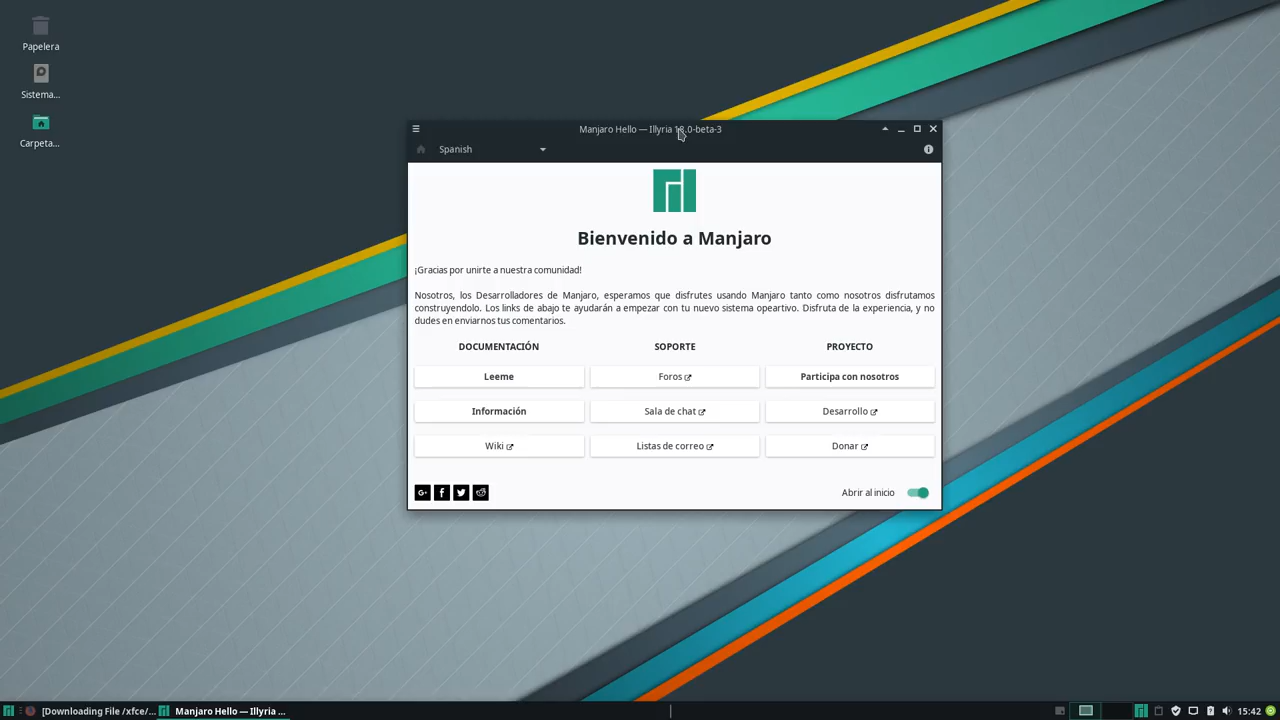 Papelera
Sistema...
Carpeta...
Manjaro Hello — Illyria 18.0-beta-3
Spanish
Bienvenido a Manjaro
¡Gracias por unirte a nuestra comunidad!
Nosotros, los Desarrolladores de Manjaro, esperamos que disfrutes usando Manjaro tanto como nosotros disfrutamos
construyendolo. Los links de abajo te ayudarán a empezar con tu nuevo sistema opeartivo. Disfruta de la experiencia, y no
dudes en enviarnos tus comentarios.
DOCUMENTACIÓN SOPORTE PROYECTO
Leeme Foros Participa con nosotros
Información Sala de chat Desarrollo
Wiki Listas de correo Donar
G+ f Abrir al inicio
[Downloading File /xfce/... Manjaro Hello — Illyria ... 15:42